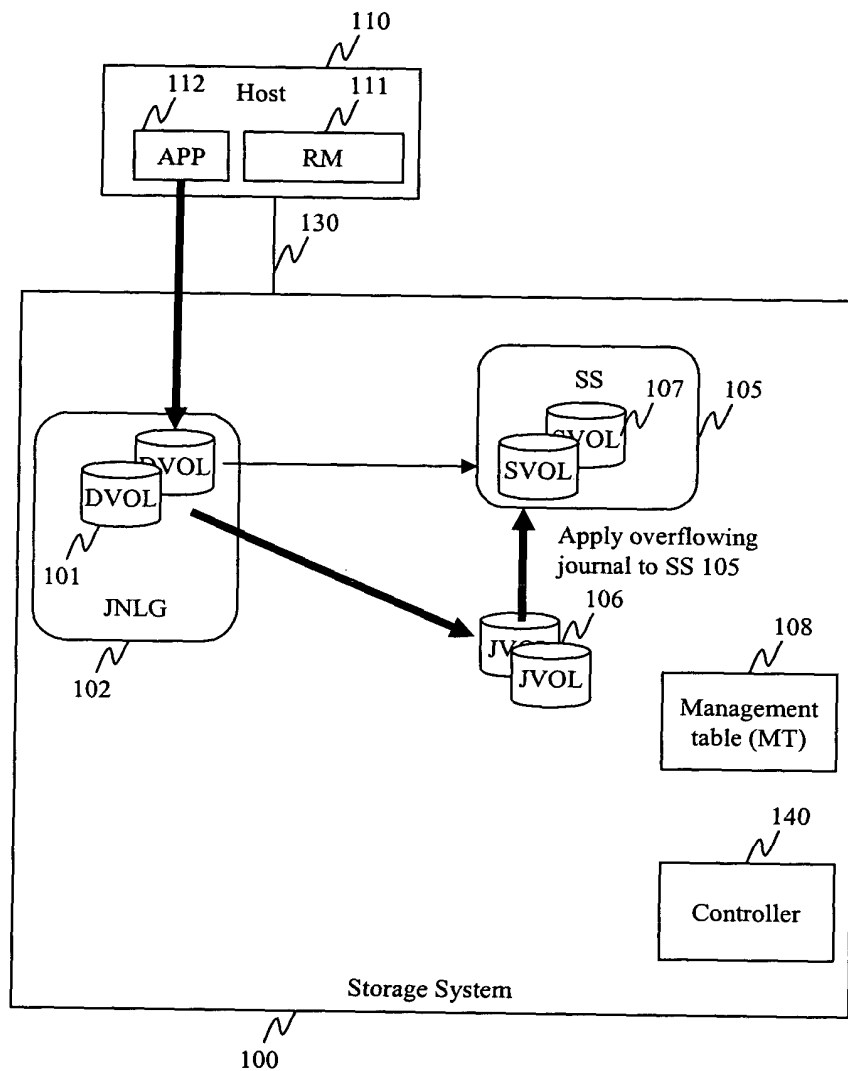 110
112
Host
111
APP
RM
130
SS
107
105
SVOL
SVOL
DVOL
DVOL
101
JNLG
102
Apply overflowing
journal to SS 105
106
JVOL
JVOL
108
Management
table (MT)
140
Controller
Storage System
100